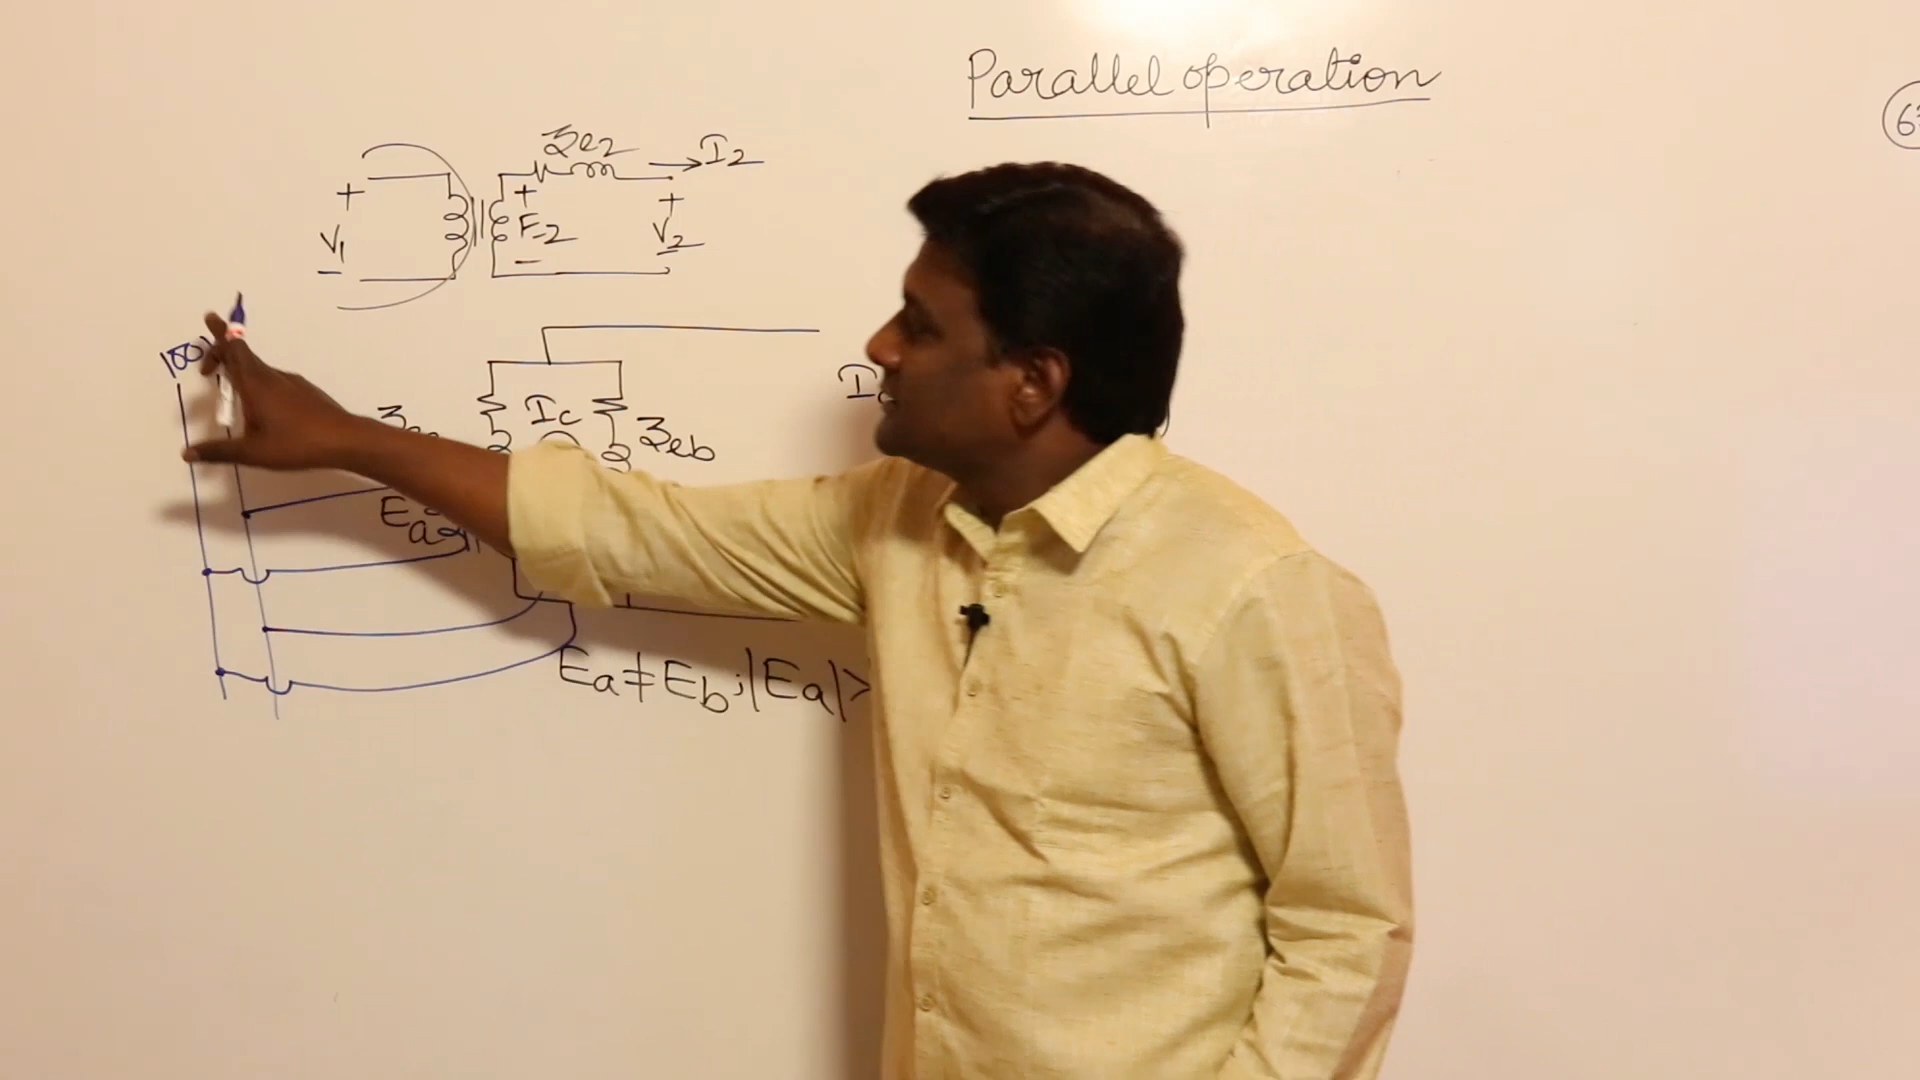 Parallel operation
Ze2 → I2
+ + +
V1 E2 V2
- - -
Ic
Zeb
Ea
Ea ≠ Eb ; |Ea| >